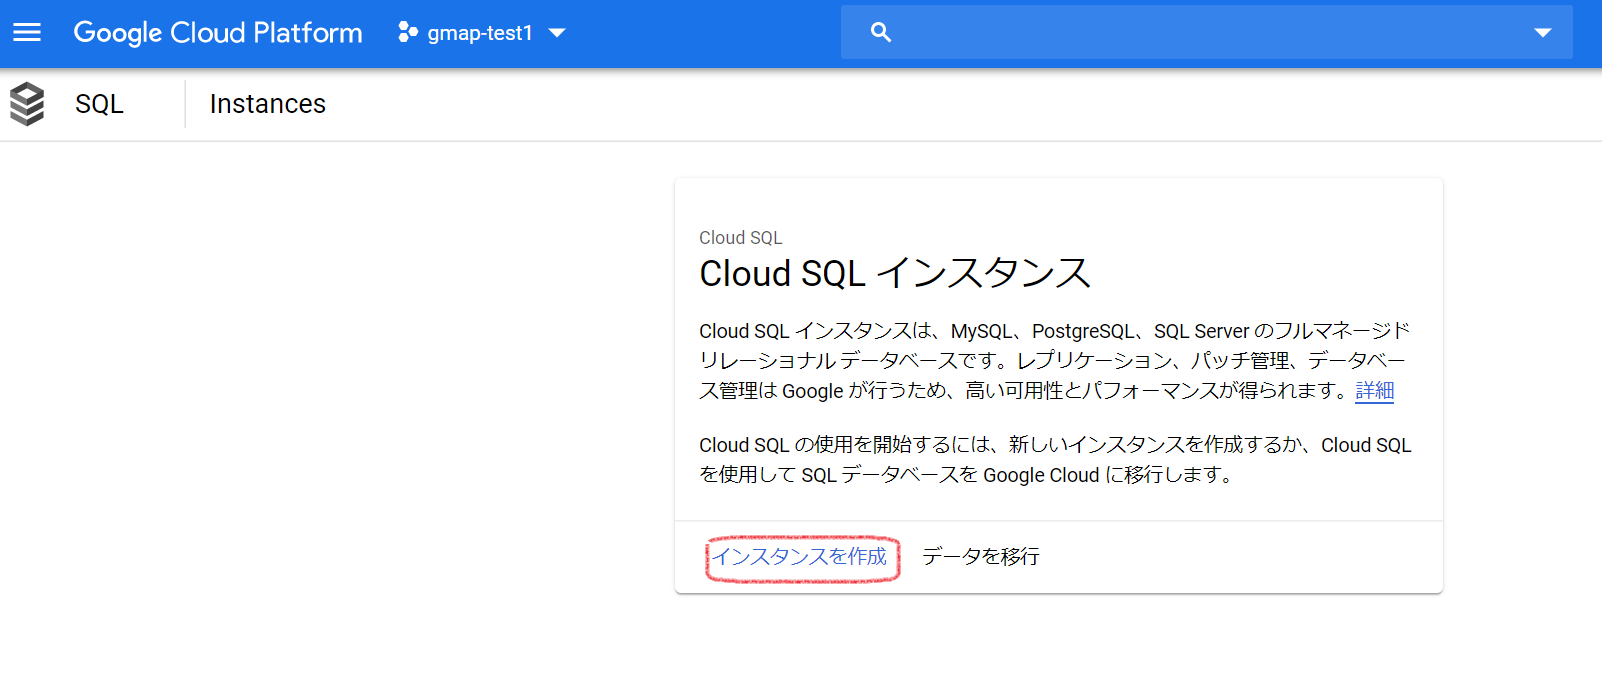 Google Cloud Platform gmap-test1
SQL Instances
Cloud SQL
Cloud SQL インスタンス
Cloud SQL インスタンスは、MySQL、PostgreSQL、SQL Server のフルマネージド
リレーショナル データベースです。レプリケーション、パッチ管理、データベー
ス管理は Google が行うため、高い可用性とパフォーマンスが得られます。詳細
Cloud SQL の使用を開始するには、新しいインスタンスを作成するか、Cloud SQL
を使用して SQL データベースを Google Cloud に移行します。
インスタンスを作成 データを移行